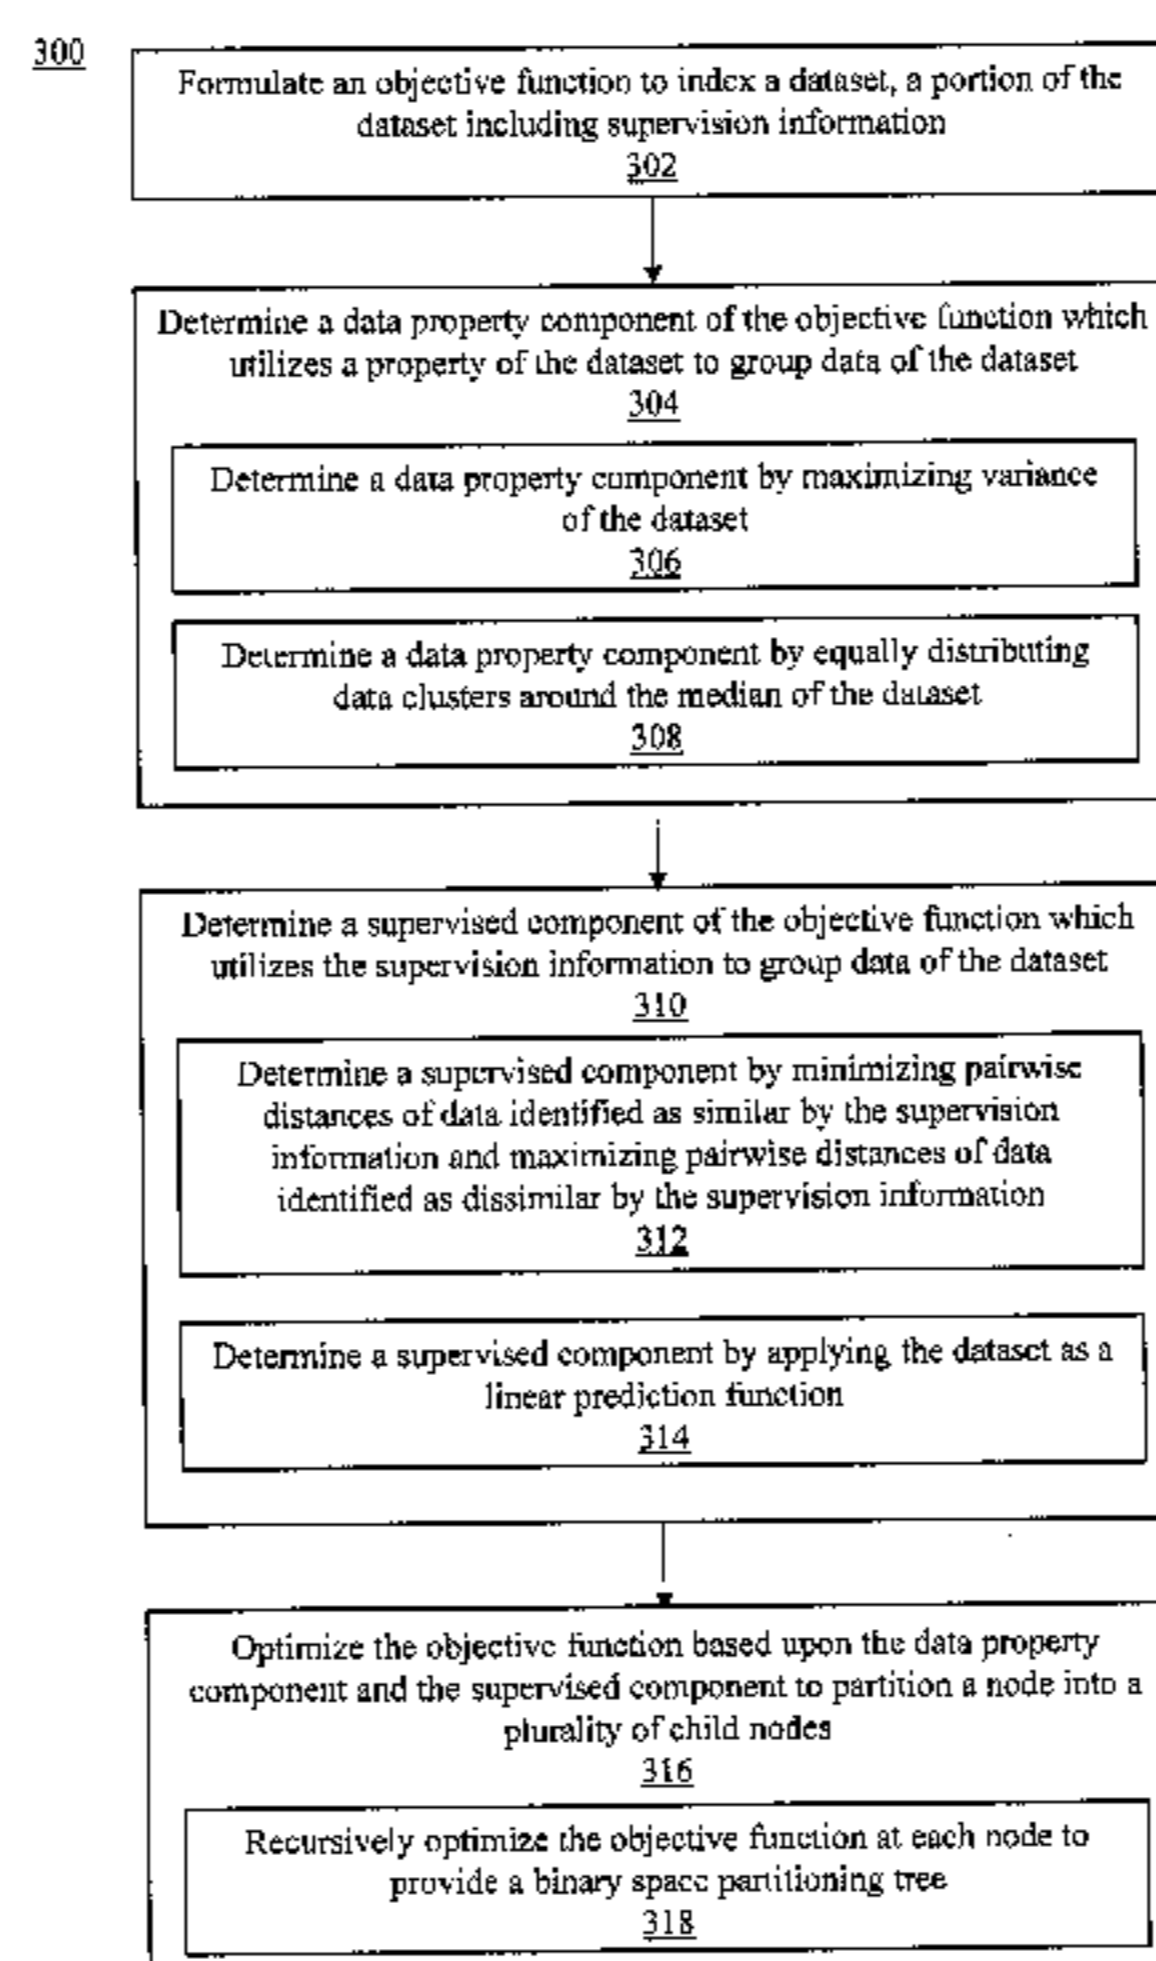 300
Formulate an objective function to index a dataset, a portion of the
dataset including supervision information
302
Determine a data property component of the objective function which
utilizes a property of the dataset to group data of the dataset
304
Determine a data property component by maximizing variance
of the dataset
306
Determine a data property component by equally distributing
data clusters around the median of the dataset
308
Determine a supervised component of the objective function which
utilizes the supervision information to group data of the dataset
310
Determine a supervised component by minimizing pairwise
distances of data identified as similar by the supervision
information and maximizing pairwise distances of data
identified as dissimilar by the supervision information
312
Determine a supervised component by applying the dataset as a
linear prediction function
314
Optimize the objective function based upon the data property
component and the supervised component to partition a node into a
plurality of child nodes
316
Recursively optimize the objective function at each node to
provide a binary space partitioning tree
318